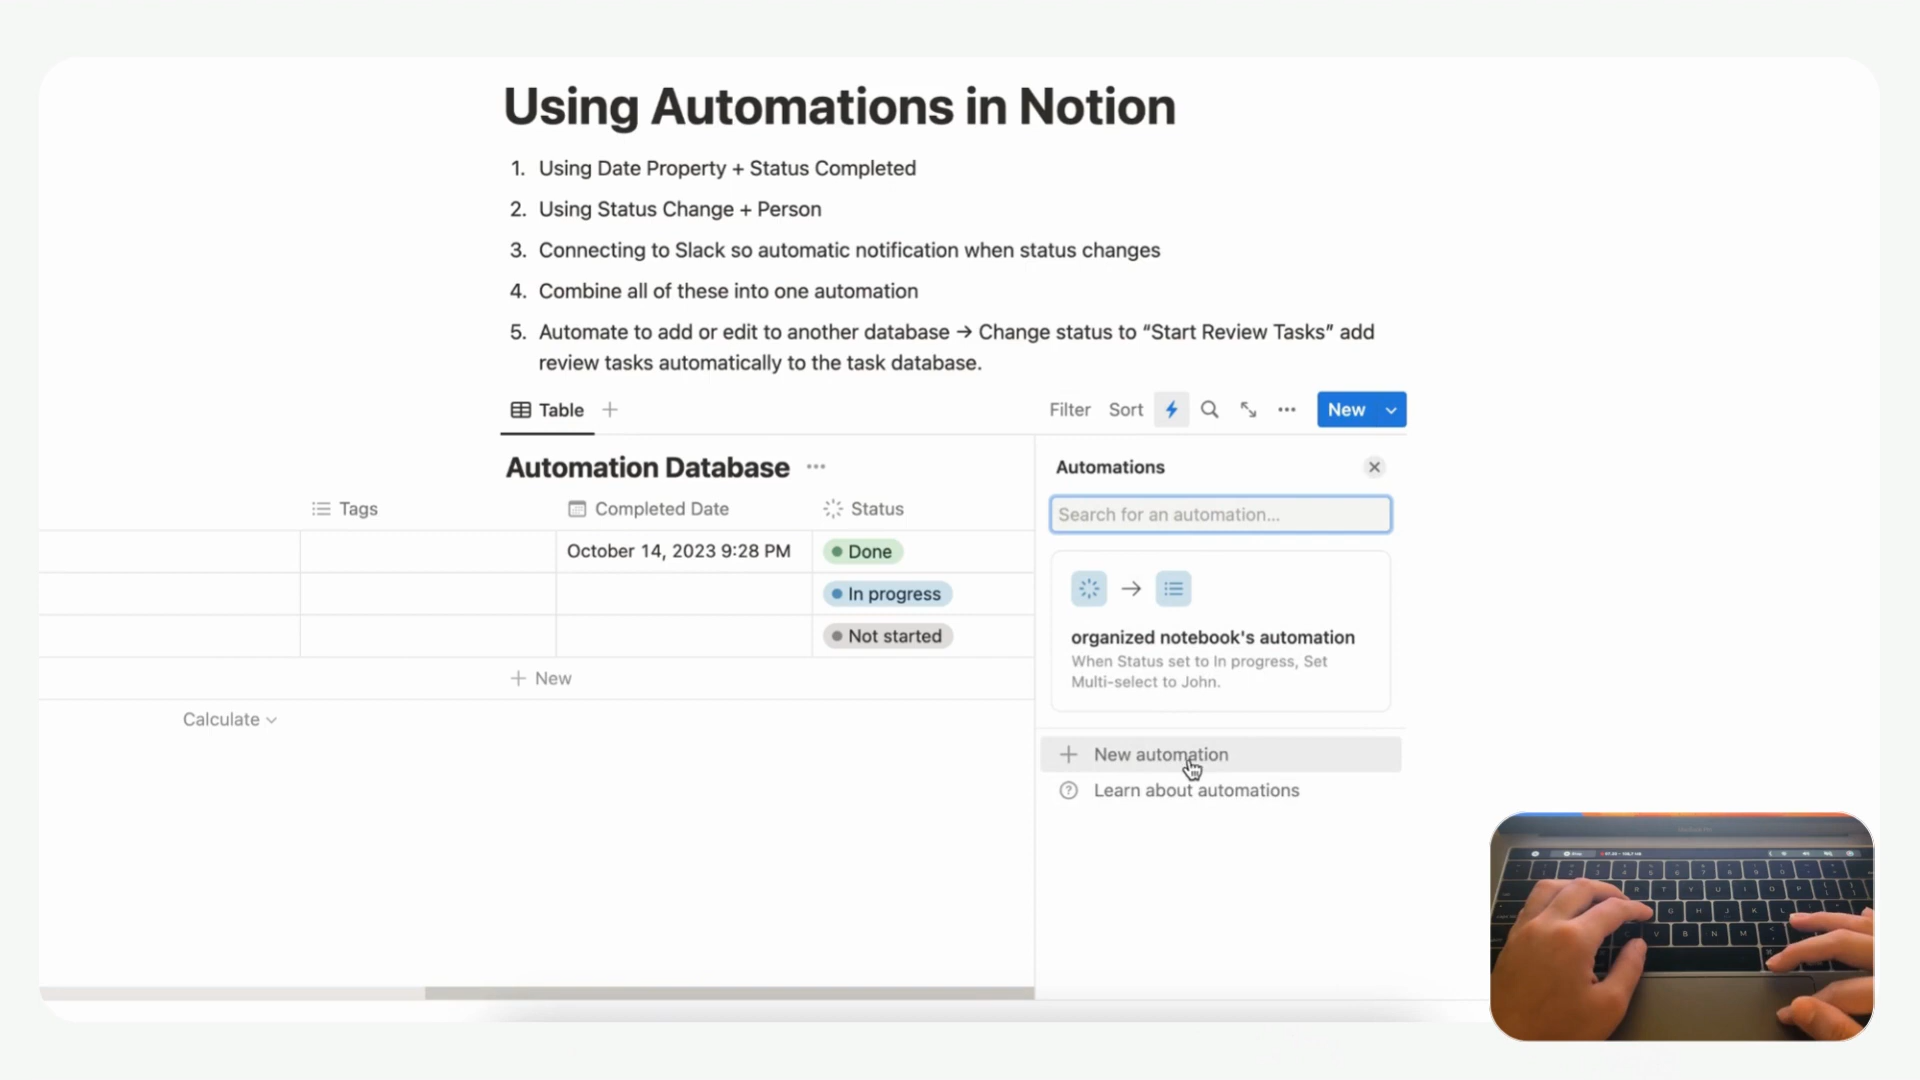 Using Automations in Notion
1. Using Date Property + Status Completed
2. Using Status Change + Person
3. Connecting to Slack so automatic notification when status changes
4. Combine all of these into one automation
5. Automate to add or edit to another database → Change status to “Start Review Tasks” add
review tasks automatically to the task database.
Table
Filter Sort New
Automation Database
Tags Completed Date Status
October 14, 2023 9:28 PM Done
In progress
Not started
+ New
Calculate
Automations
Search for an automation...
organized notebook's automation
When Status set to In progress, Set
Multi-select to John.
+ New automation
Learn about automations